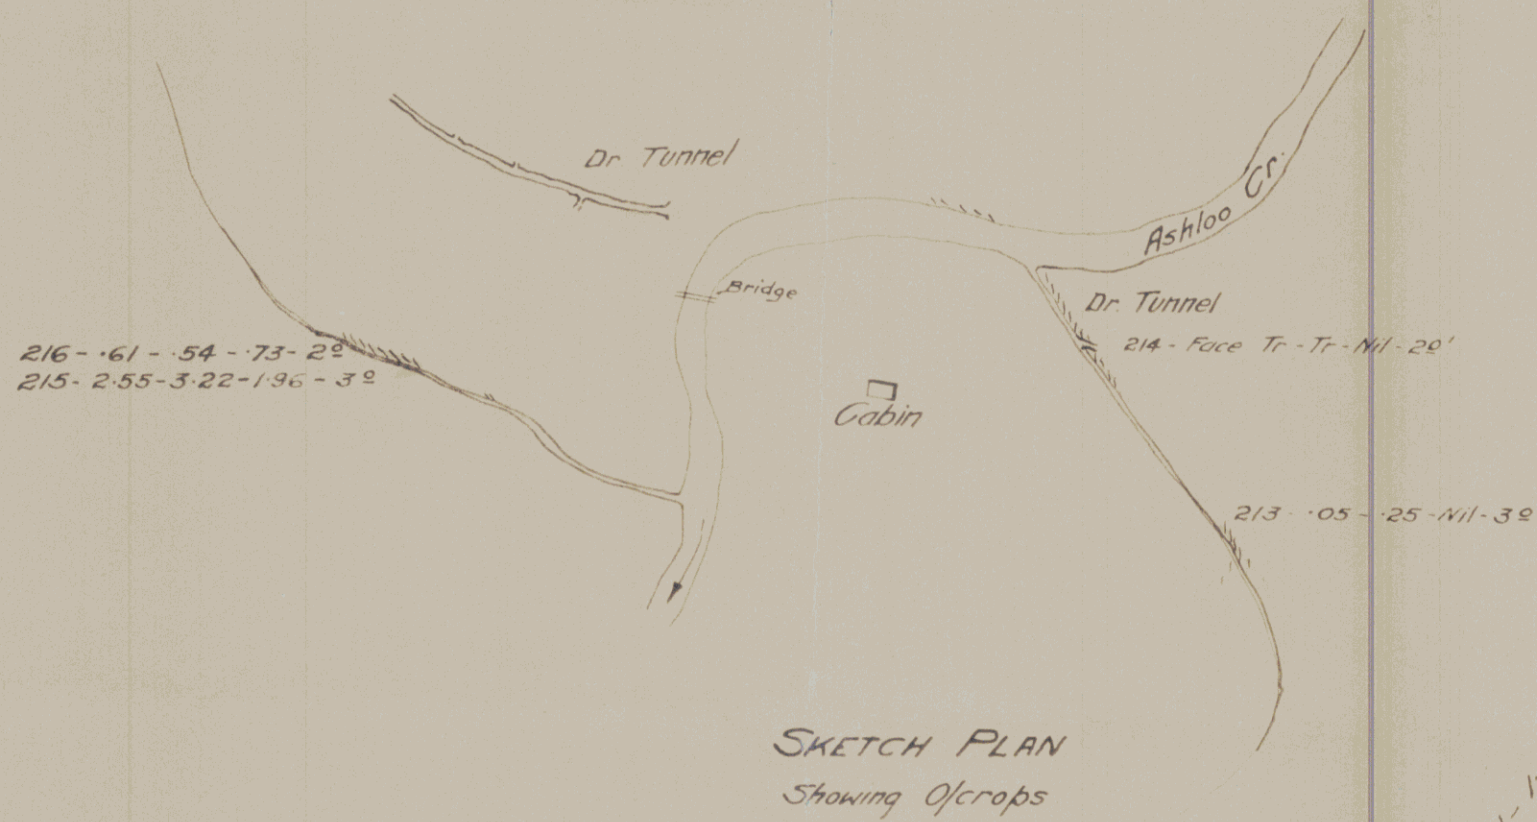 Dr Tunnel
Ashloo Cr.
Bridge
Dr. Tunnel
214 - Face Tr - Tr - Nil - 2º'
216 - ·61 - ·54 - ·73 - 2º
215 - 2·55 - 3·22 - 1·96 - 3º
Cabin
213 - ·05 - ·25 - Nil - 3º
SKETCH PLAN
Showing O/crops